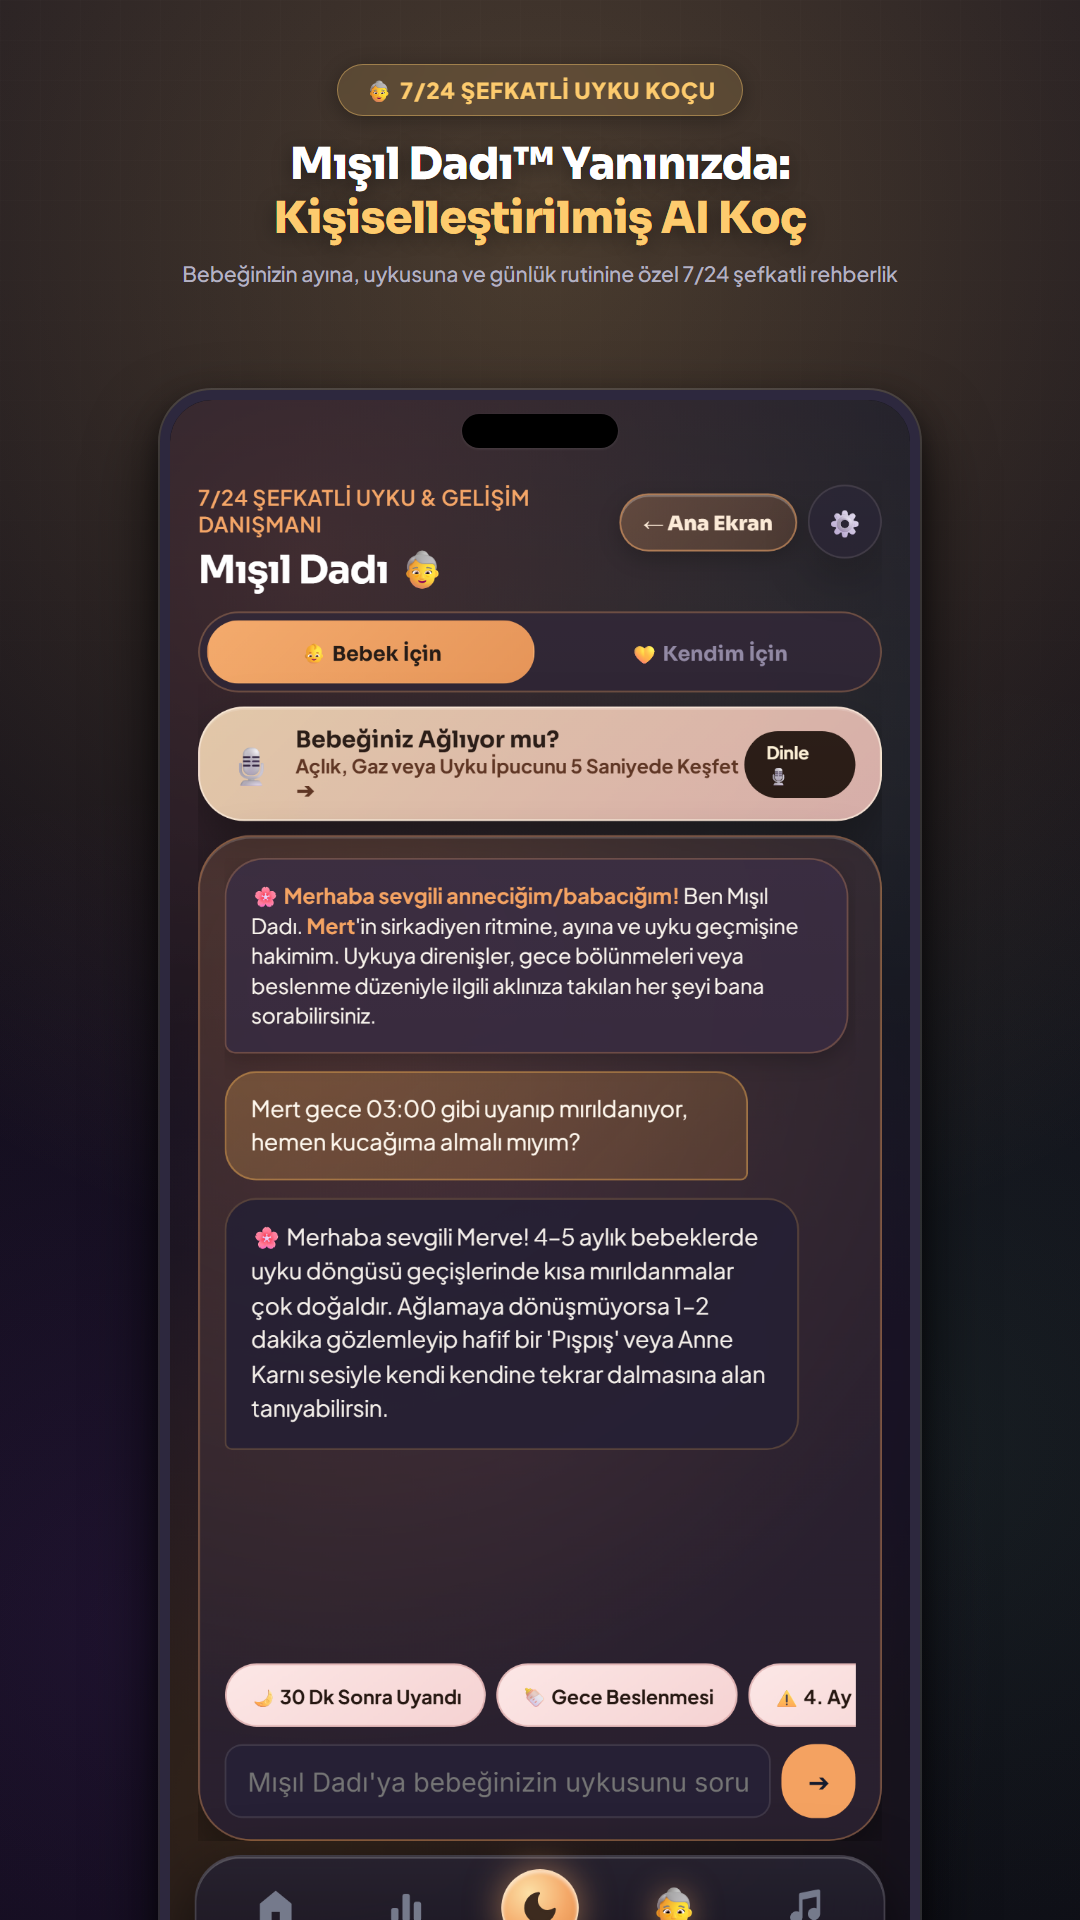 7/24 ŞEFKATLİ UYKU KOÇU
Mışıl Dadı™ Yanınızda:
Kişiselleştirilmiş AI Koç
Bebeğinizin ayına, uykusuna ve günlük rutinine özel 7/24 şefkatli rehberlik
7/24 ŞEFKATLİ UYKU & GELİŞİM
DANIŞMANI
Mışıl Dadı
← Ana Ekran
Bebek İçin
Kendim İçin
Bebeğiniz Ağlıyor mu?
Açlık, Gaz veya Uyku İpucunu 5 Saniyede Keşfet
➔
Dinle
Merhaba sevgili anneciğim/babacığım! Ben Mışıl
Dadı. Mert'in sirkadiyen ritmine, ayına ve uyku geçmişine
hakimim. Uykuya direnişler, gece bölünmeleri veya
beslenme düzeniyle ilgili aklınıza takılan her şeyi bana
sorabilirsiniz.
Mert gece 03:00 gibi uyanıp mırıldanıyor,
hemen kucağıma almalı mıyım?
Merhaba sevgili Merve! 4–5 aylık bebeklerde
uyku döngüsü geçişlerinde kısa mırıldanmalar
çok doğaldır. Ağlamaya dönüşmüyorsa 1–2
dakika gözlemleyip hafif bir 'Pışpış' veya Anne
Karnı sesiyle kendi kendine tekrar dalmasına alan
tanıyabilirsin.
30 Dk Sonra Uyandı
Gece Beslenmesi
4. Ay
Mışıl Dadı'ya bebeğinizin uykusunu soru
➔